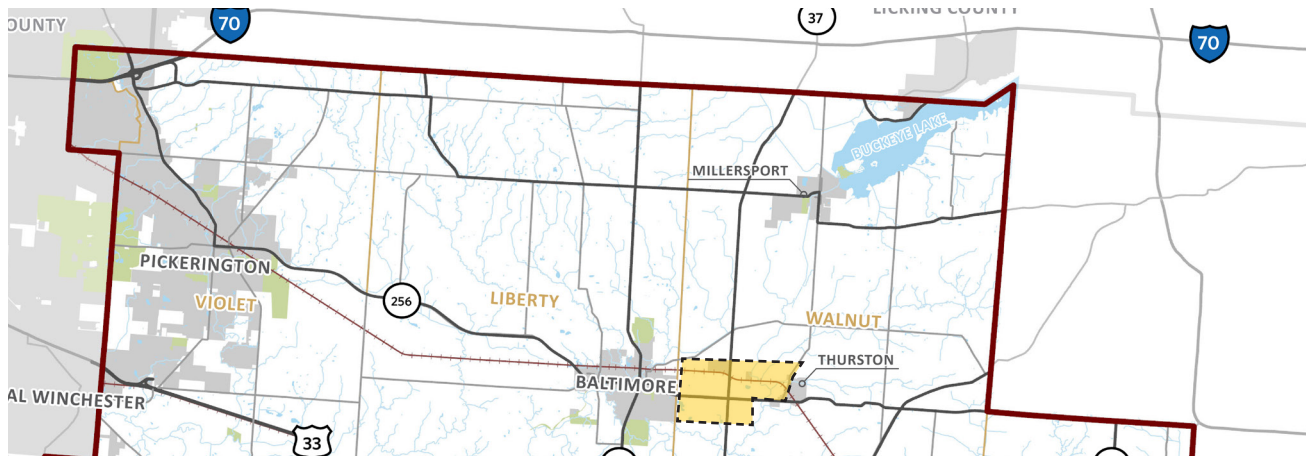 OUNTY
70
37
LICKING COUNTY
70
BUCKEYE LAKE
MILLERSPORT
PICKERINGTON
VIOLET
256
LIBERTY
WALNUT
THURSTON
BALTIMORE
AL WINCHESTER
33